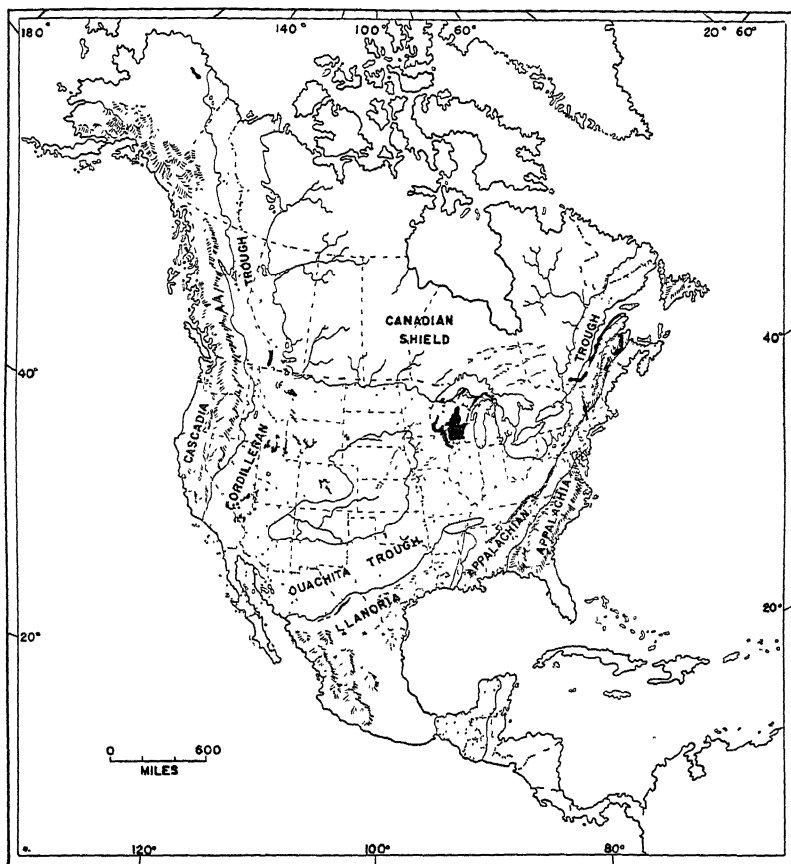 180° 140° 100° 60° 20° 60°
TROUGH
CANADIAN
SHIELD
TROUGH
40°
40°
CASCADIA
CORDILLERAN
APPALACHIAN
APPALACHIA
OUACHITA TROUGH
LLANORIA
20°
20°
0 600
MILES
120° 100° 80°